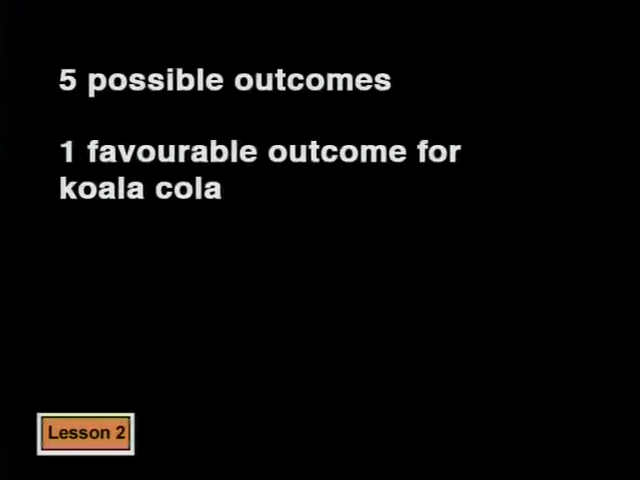 5 possible outcomes
1 favourable outcome for
koala cola
Lesson 2